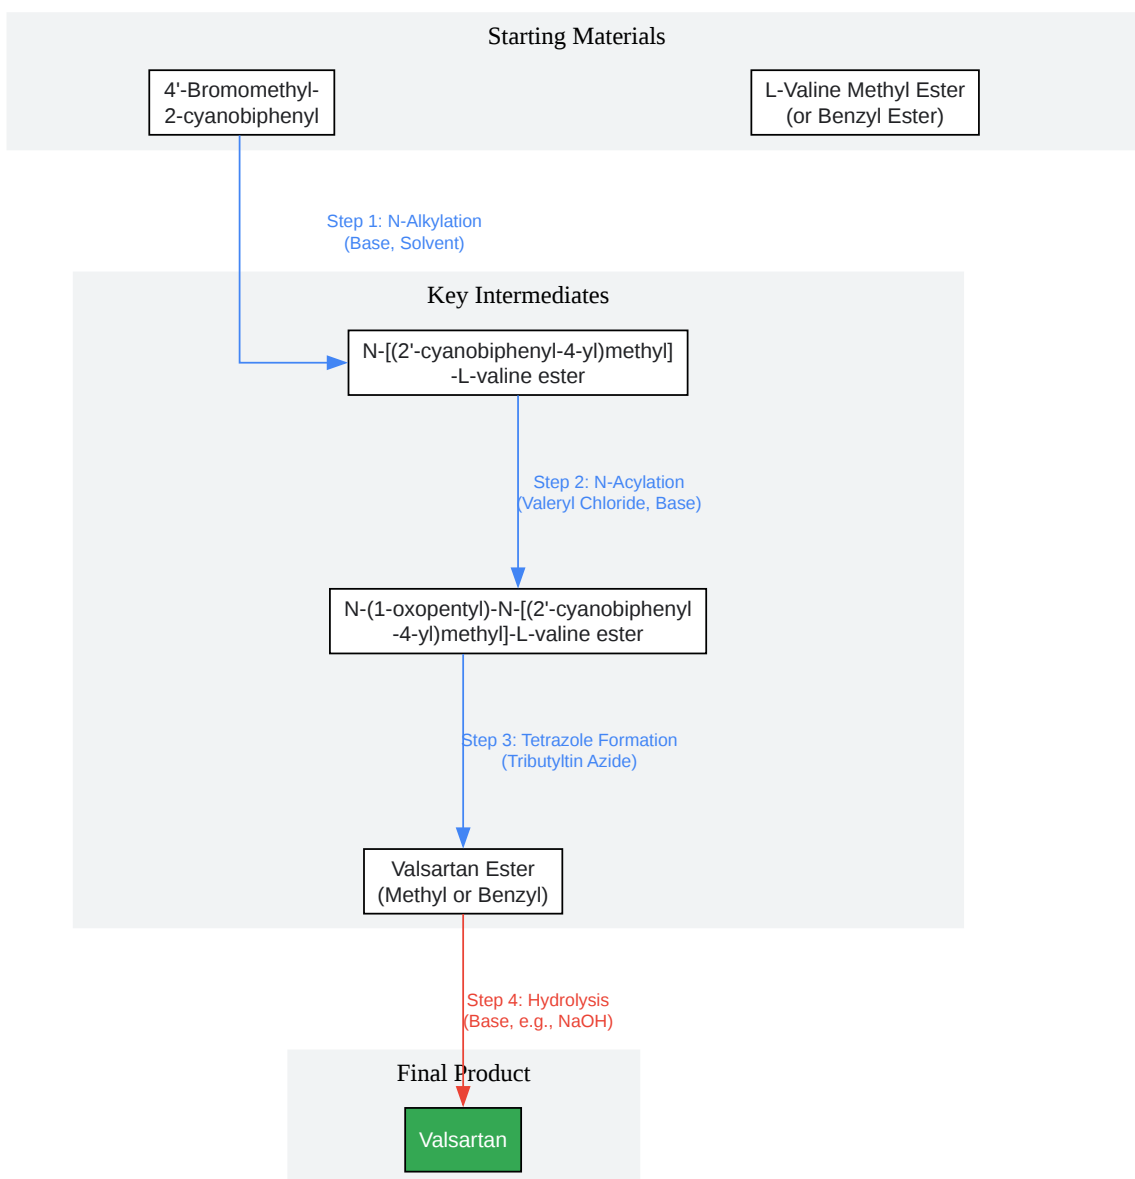 Starting Materials
4'-Bromomethyl-
2-cyanobiphenyl
L-Valine Methyl Ester
(or Benzyl Ester)
Step 1: N-Alkylation
(Base, Solvent)
Key Intermediates
N-[(2'-cyanobiphenyl-4-yl)methyl]
-L-valine ester
Step 2: N-Acylation
(Valeryl Chloride, Base)
N-(1-oxopentyl)-N-[(2'-cyanobiphenyl
-4-yl)methyl]-L-valine ester
Step 3: Tetrazole Formation
(Tributyltin Azide)
Valsartan Ester
(Methyl or Benzyl)
Step 4: Hydrolysis
(Base, e.g., NaOH)
Final Product
Valsartan